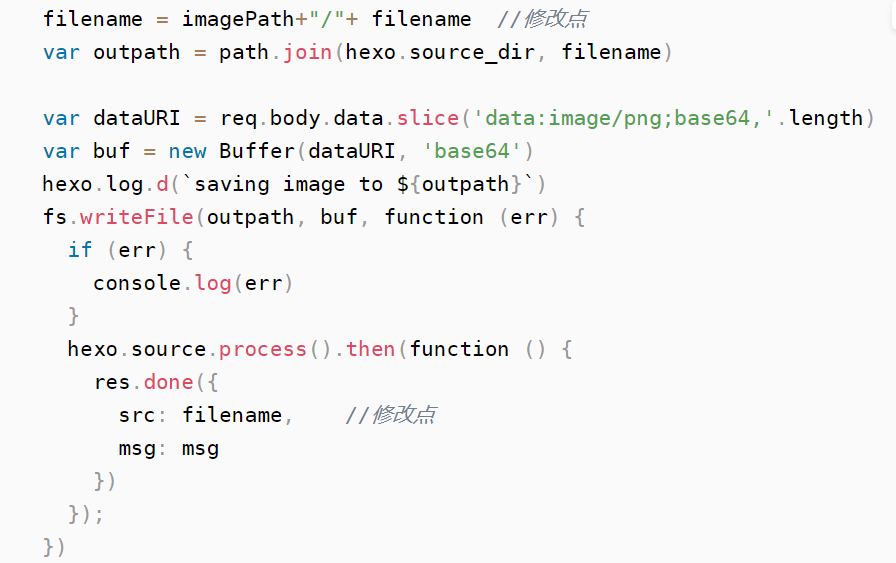 filename = imagePath+"/"+ filename  //修改点
var outpath = path.join(hexo.source_dir, filename)

var dataURI = req.body.data.slice('data:image/png;base64,'.length)
var buf = new Buffer(dataURI, 'base64')
hexo.log.d(`saving image to ${outpath}`)
fs.writeFile(outpath, buf, function (err) {
  if (err) {
    console.log(err)
  }
  hexo.source.process().then(function () {
    res.done({
      src: filename,    //修改点
      msg: msg
    })
  });
})